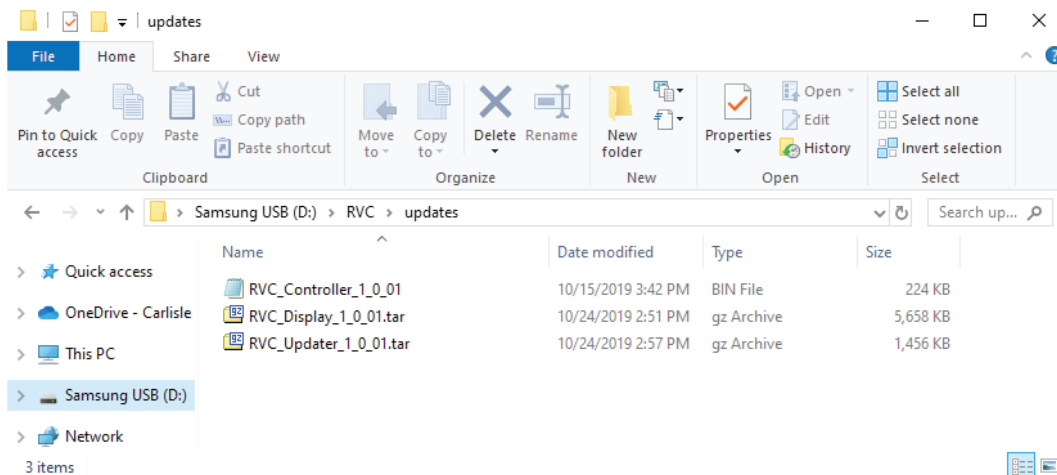 updates
File Home Share View
Pin to Quick access Copy Paste Cut Copy path Paste shortcut Move to Copy to Delete Rename New folder Properties Open Edit History Select all Select none Invert selection
Clipboard Organize New Open Select
Samsung USB (D:) > RVC > updates Search up...
Name Date modified Type Size
Quick access
OneDrive - Carlisle
This PC
Samsung USB (D:)
Network
RVC_Controller_1_0_01 10/15/2019 3:42 PM BIN File 224 KB
RVC_Display_1_0_01.tar 10/24/2019 2:51 PM gz Archive 5,658 KB
RVC_Updater_1_0_01.tar 10/24/2019 2:57 PM gz Archive 1,456 KB
3 items